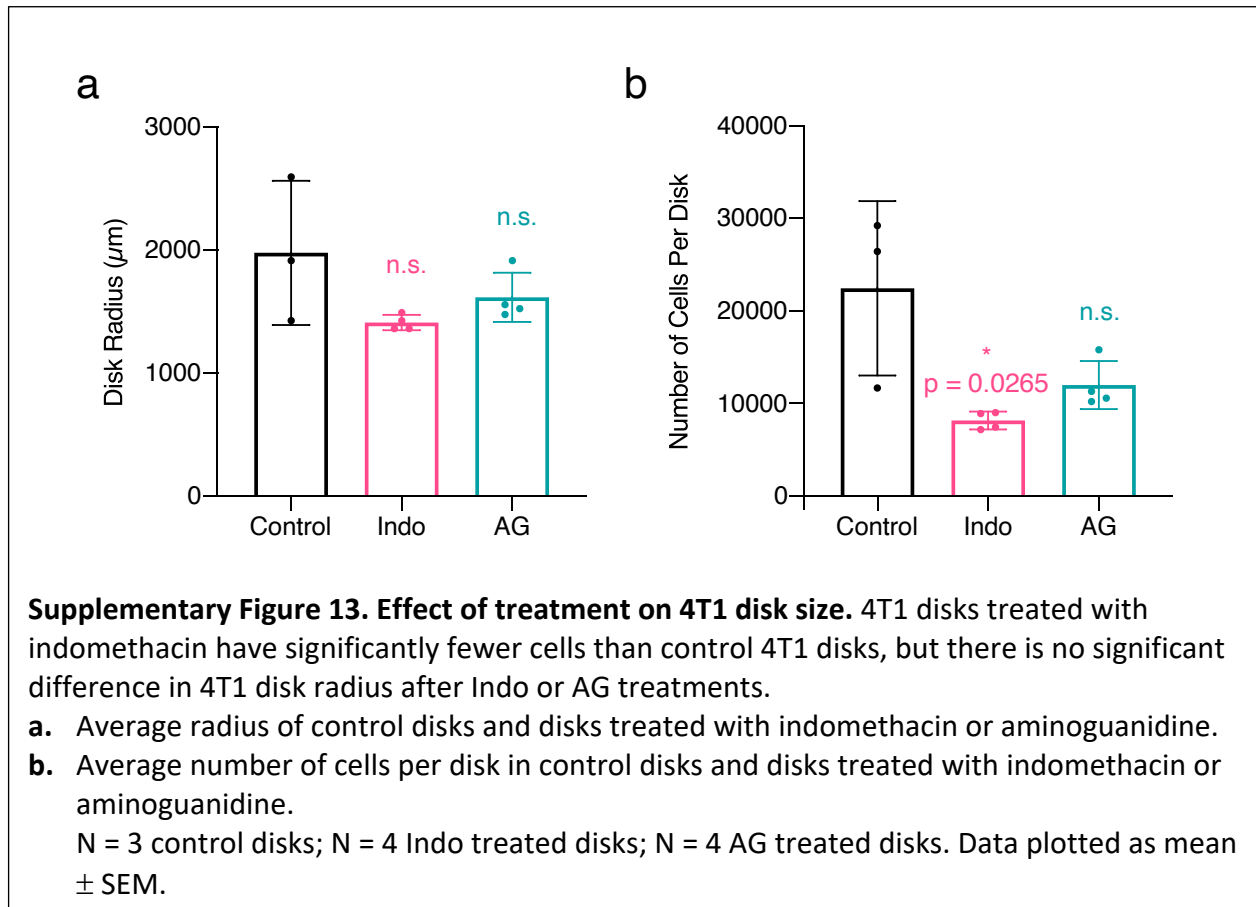 a
3000
2000
1000
0
Disk Radius (µm)
n.s.
n.s.
Control
Indo
AG
b
40000
30000
20000
10000
0
Number of Cells Per Disk
*
p = 0.0265
n.s.
Control
Indo
AG
Supplementary Figure 13. Effect of treatment on 4T1 disk size. 4T1 disks treated with
indomethacin have significantly fewer cells than control 4T1 disks, but there is no significant
difference in 4T1 disk radius after Indo or AG treatments.
a. Average radius of control disks and disks treated with indomethacin or aminoguanidine.
b. Average number of cells per disk in control disks and disks treated with indomethacin or
aminoguanidine.
N = 3 control disks; N = 4 Indo treated disks; N = 4 AG treated disks. Data plotted as mean
± SEM.